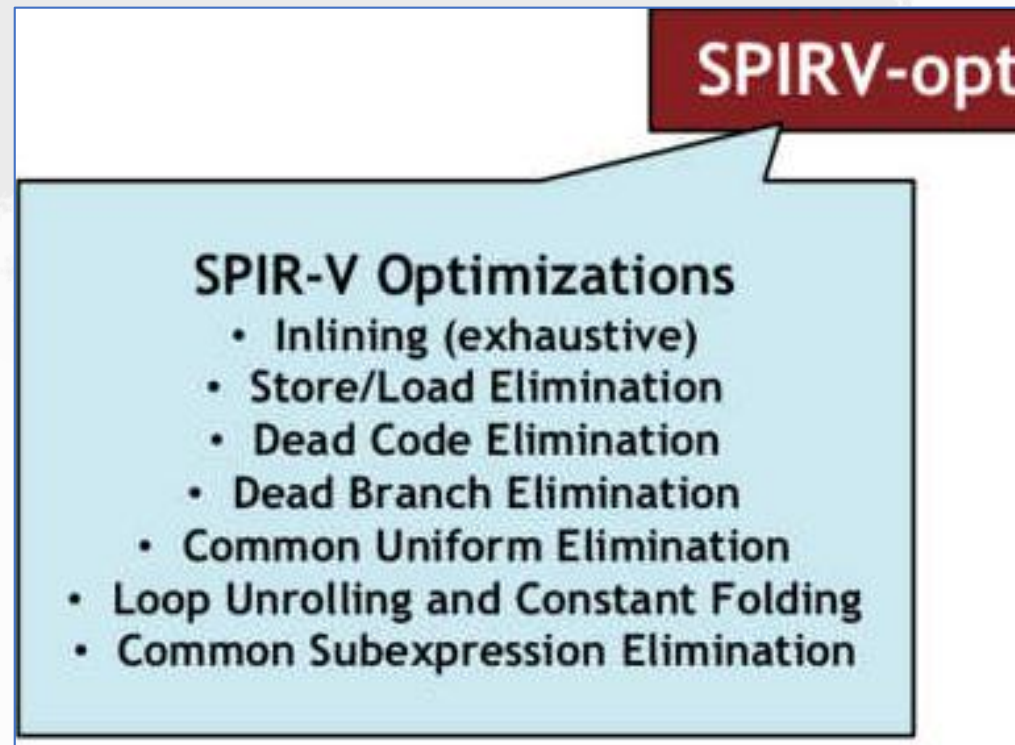 SPIRV-opt
SPIR-V Optimizations
• Inlining (exhaustive)
• Store/Load Elimination
• Dead Code Elimination
• Dead Branch Elimination
• Common Uniform Elimination
• Loop Unrolling and Constant Folding
• Common Subexpression Elimination